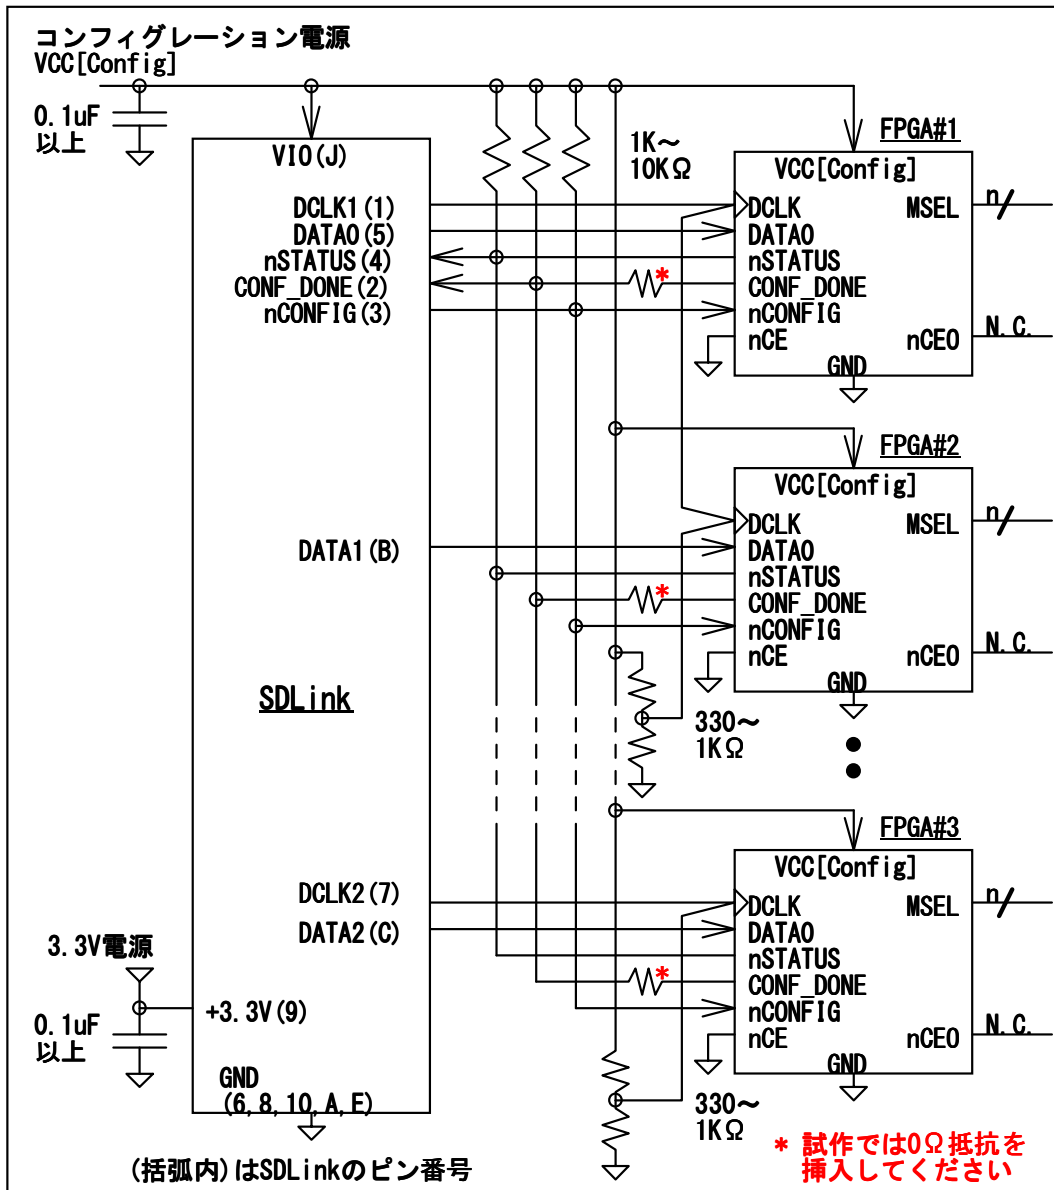 コンフィグレーション電源
VCC[Config]
0.1uF
以上
VIO(J)
DCLK1(1)
DATA0(5)
nSTATUS(4)
CONF_DONE(2)
nCONFIG(3)
DATA1(B)
SDLink
DCLK2(7)
DATA2(C)
3.3V電源
+3.3V(9)
0.1uF
以上
GND
(6,8,10,A,E)
(括弧内)はSDLinkのピン番号
1K～
10KΩ
*
FPGA#1
VCC[Config]
DCLK
MSEL
n
DATA0
nSTATUS
CONF_DONE
nCONFIG
nCE
nCEO
N.C.
GND
FPGA#2
VCC[Config]
DCLK
MSEL
n
DATA0
nSTATUS
*
CONF_DONE
nCONFIG
nCE
nCEO
N.C.
GND
330～
1KΩ
FPGA#3
VCC[Config]
DCLK
MSEL
n
DATA0
nSTATUS
*
CONF_DONE
nCONFIG
nCE
nCEO
N.C.
GND
330～
1KΩ
* 試作では0Ω抵抗を
挿入してください